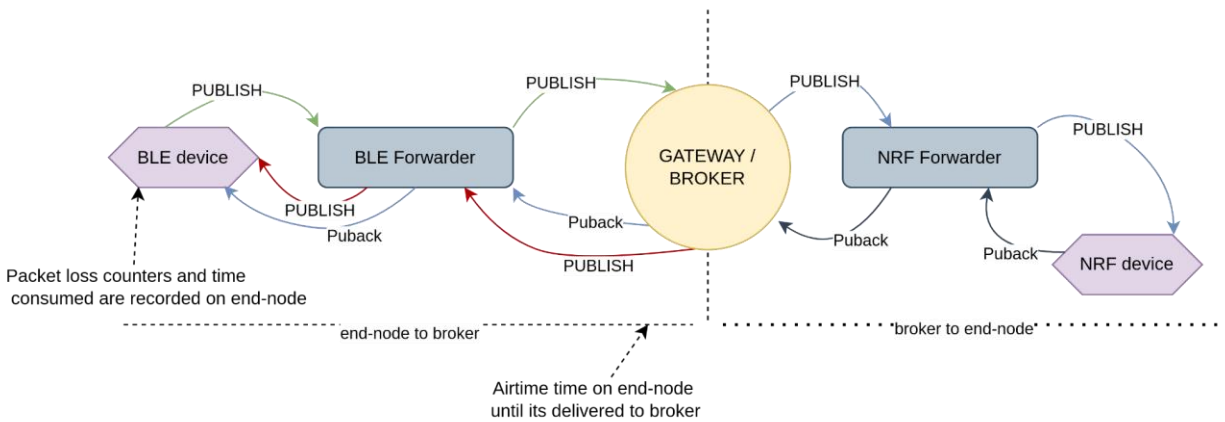 PUBLISH
PUBLISH
PUBLISH
PUBLISH
BLE device
BLE Forwarder
GATEWAY /
BROKER
NRF Forwarder
PUBLISH
Puback
Puback
Puback
PUBLISH
Puback
NRF device
Packet loss counters and time
consumed are recorded on end-node
end-node to broker
broker to end-node
Airtime time on end-node
until its delivered to broker